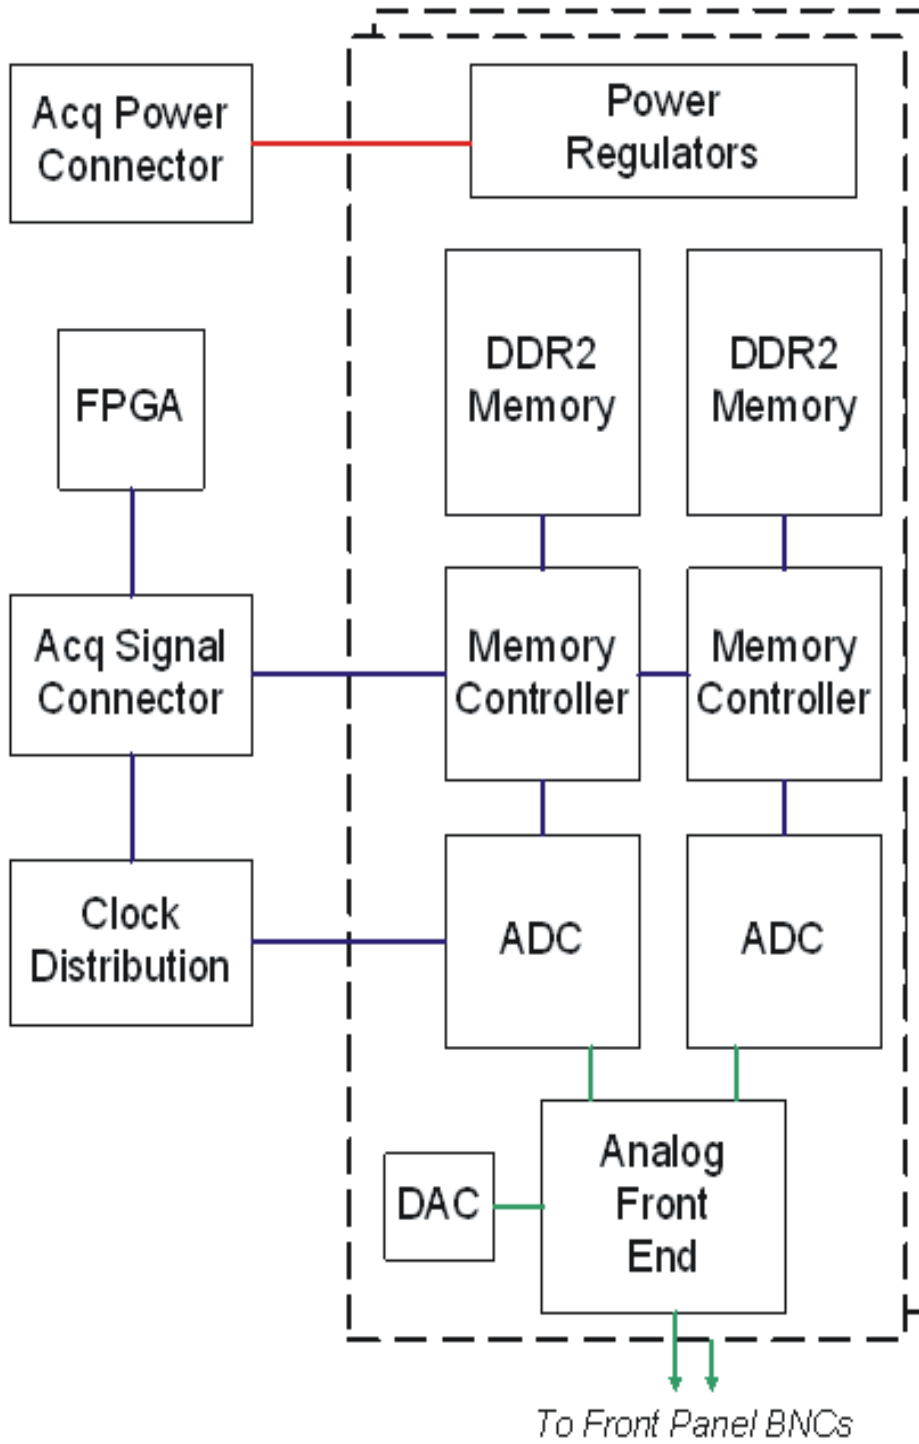 Acq Power
Connector
Power
Regulators
FPGA
DDR2
Memory
DDR2
Memory
Acq Signal
Connector
Memory
Controller
Memory
Controller
Clock
Distribution
ADC
ADC
DAC
Analog
Front
End
To Front Panel BNCs